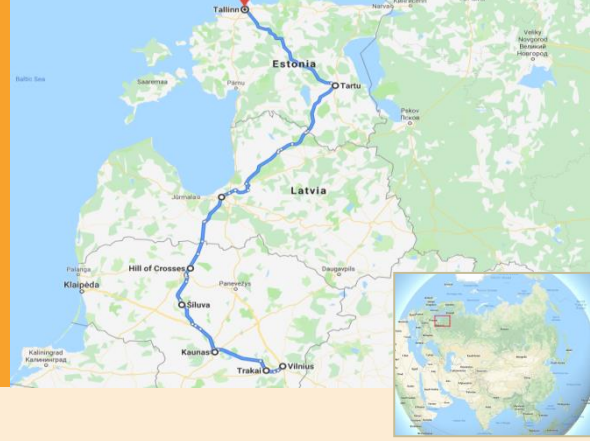 Tallinn
Narva
Veliky
Novgorod
Великий
Новгород
Estonia
Baltic Sea
Saaremaa
Pärnu
Tartu
Pskov
Псков
Jūrmala
Latvia
Hill of Crosses
Palanga
Daugavpils
Klaipėda
Panevėžys
Šiluva
Kaliningrad
Калининград
Kaunas
Trakai
Vilnius